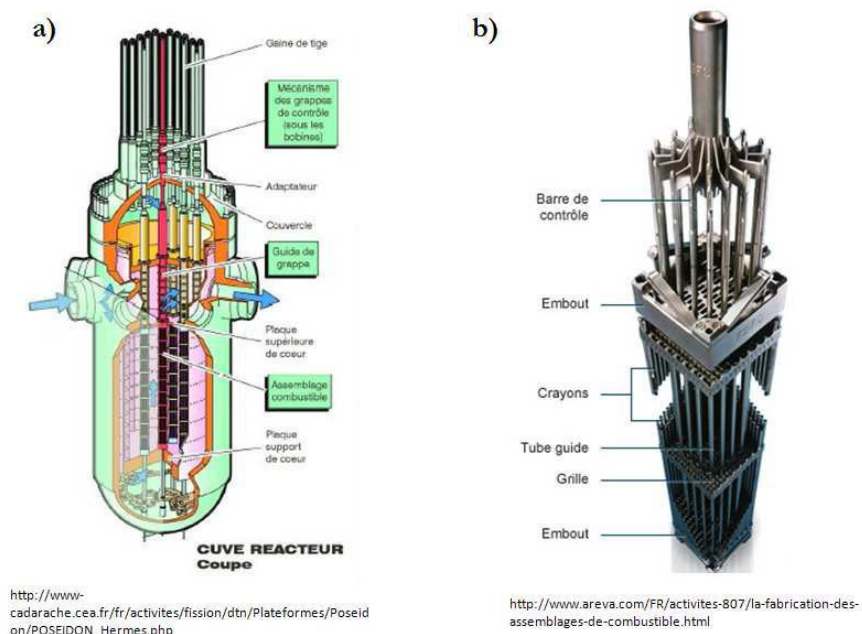 a)
Gaine de tige
Mécanisme
des grappes
de contrôle
(sous les
bobines)
Adaptateur
Couvercle
Guide de
grappe
Plaque
supérieure
de coeur
Assemblage
combustible
Plaque
support
de coeur
CUVE REACTEUR
Coupe
http://www-
cadarache.cea.fr/fr/activites/fission/dtn/Plateformes/Poseid
on/POSEIDON_Hermes.php
b)
Barre de
contrôle
Embout
Crayons
Tube guide
Grille
Embout
http://www.areva.com/FR/activites-807/la-fabrication-des-
assemblages-de-combustible.html